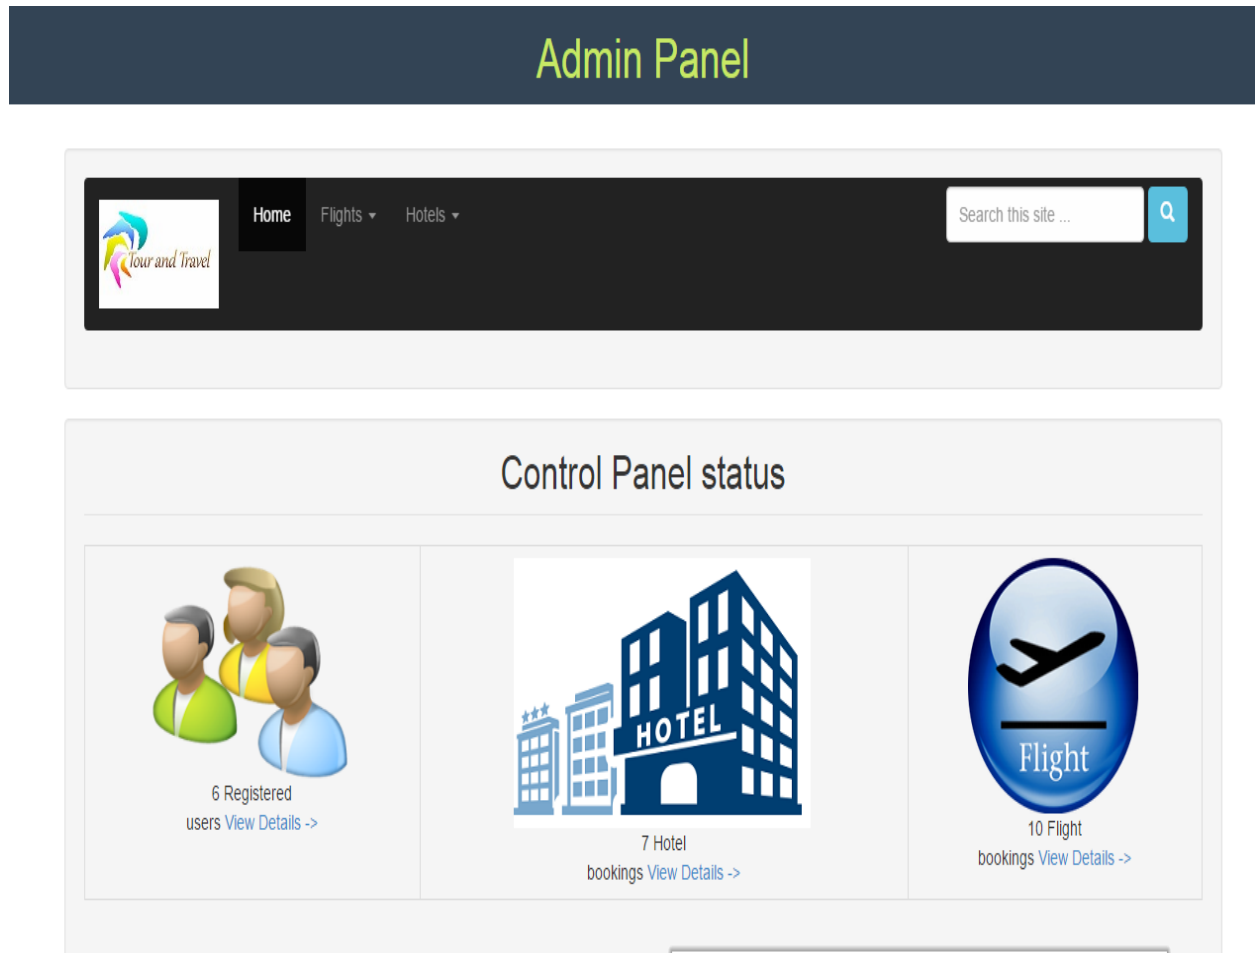 Admin Panel
Tour and Travel
Home
Flights
Hotels
Search this site ...
Control Panel status
6 Registered
users View Details ->
HOTEL
7 Hotel
bookings View Details ->
Flight
10 Flight
bookings View Details ->